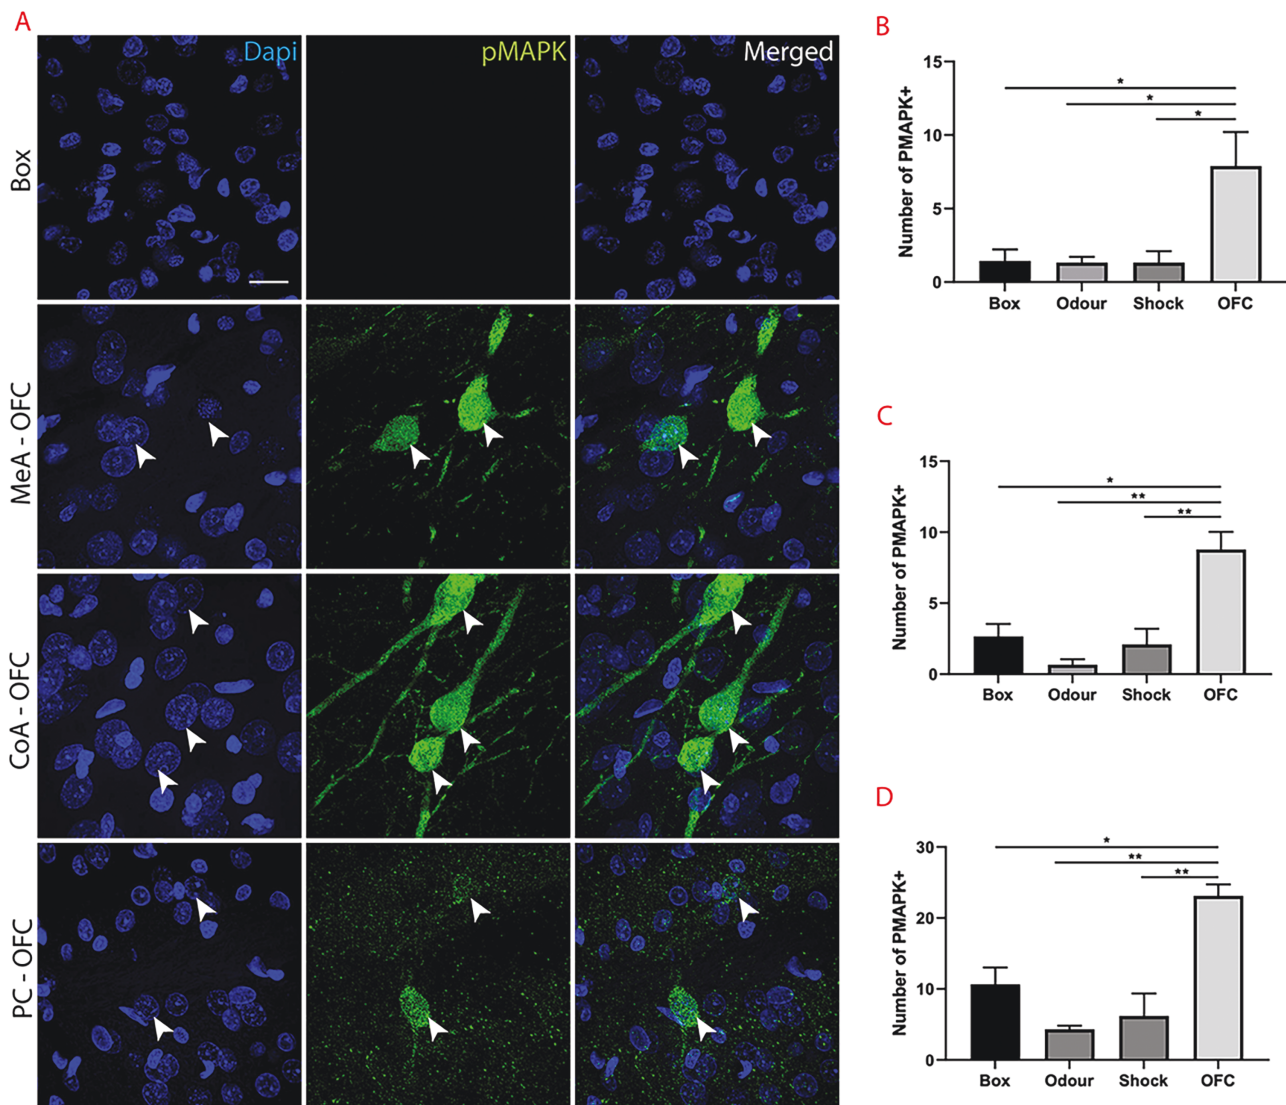 A
Dapi
pMAPK
Merged
Box
MeA - OFC
CoA - OFC
PC - OFC
B
Number of PMAPK+
15
10
5
0
*
*
*
Box
Odour
Shock
OFC
C
Number of PMAPK+
15
10
5
0
*
**
**
Box
Odour
Shock
OFC
D
Number of PMAPK+
30
20
10
0
*
**
**
Box
Odour
Shock
OFC